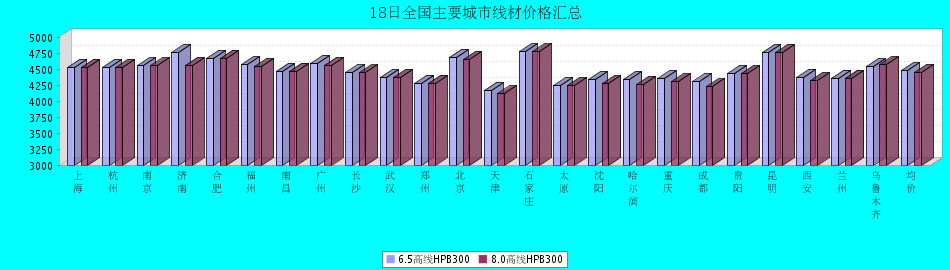 18日全国主要城市线材价格汇总
5000
4750
4500
4250
4000
3750
3500
3250
3000
上海
杭州
南京
济南
合肥
福州
南昌
广州
长沙
武汉
郑州
北京
天津
石家庄
太原
沈阳
哈尔滨
重庆
成都
贵阳
昆明
西安
兰州
乌鲁木齐
均价
6.5高线HPB300
8.0高线HPB300